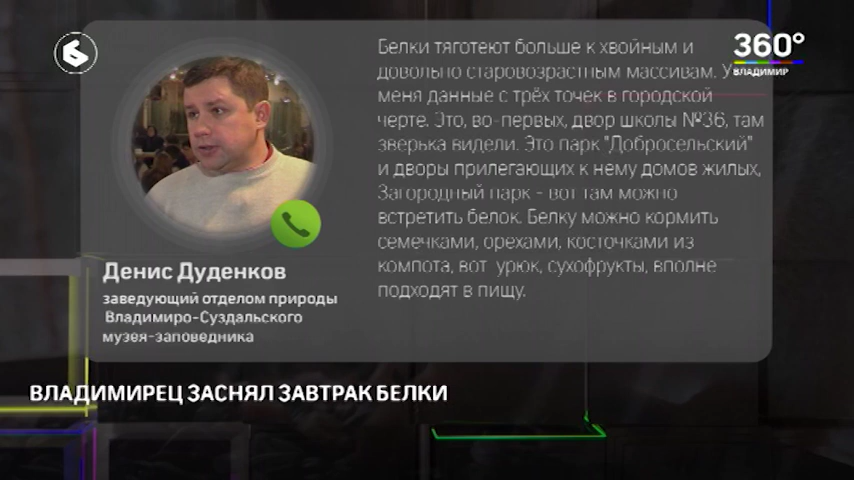 Белки тяготеют больше к хвойным и
довольно старовозрастным массивам. У
меня данные с трёх точек в городской
черте. Это, во-первых, двор школы №36, там
зверька видели. Это парк "Добросельский"
и дворы прилегающих к нему домов жилых,
Загородный парк - вот там можно
встретить белок. Белку можно кормить
семечками, орехами, косточками из
компота, вот урюк, сухофрукты, вполне
подходят в пищу.
360°
ВЛАДИМИР
Денис Дуденков
заведующий отделом природы
Владимиро-Суздальского
музея-заповедника
ВЛАДИМИРЕЦ ЗАСНЯЛ ЗАВТРАК БЕЛКИ